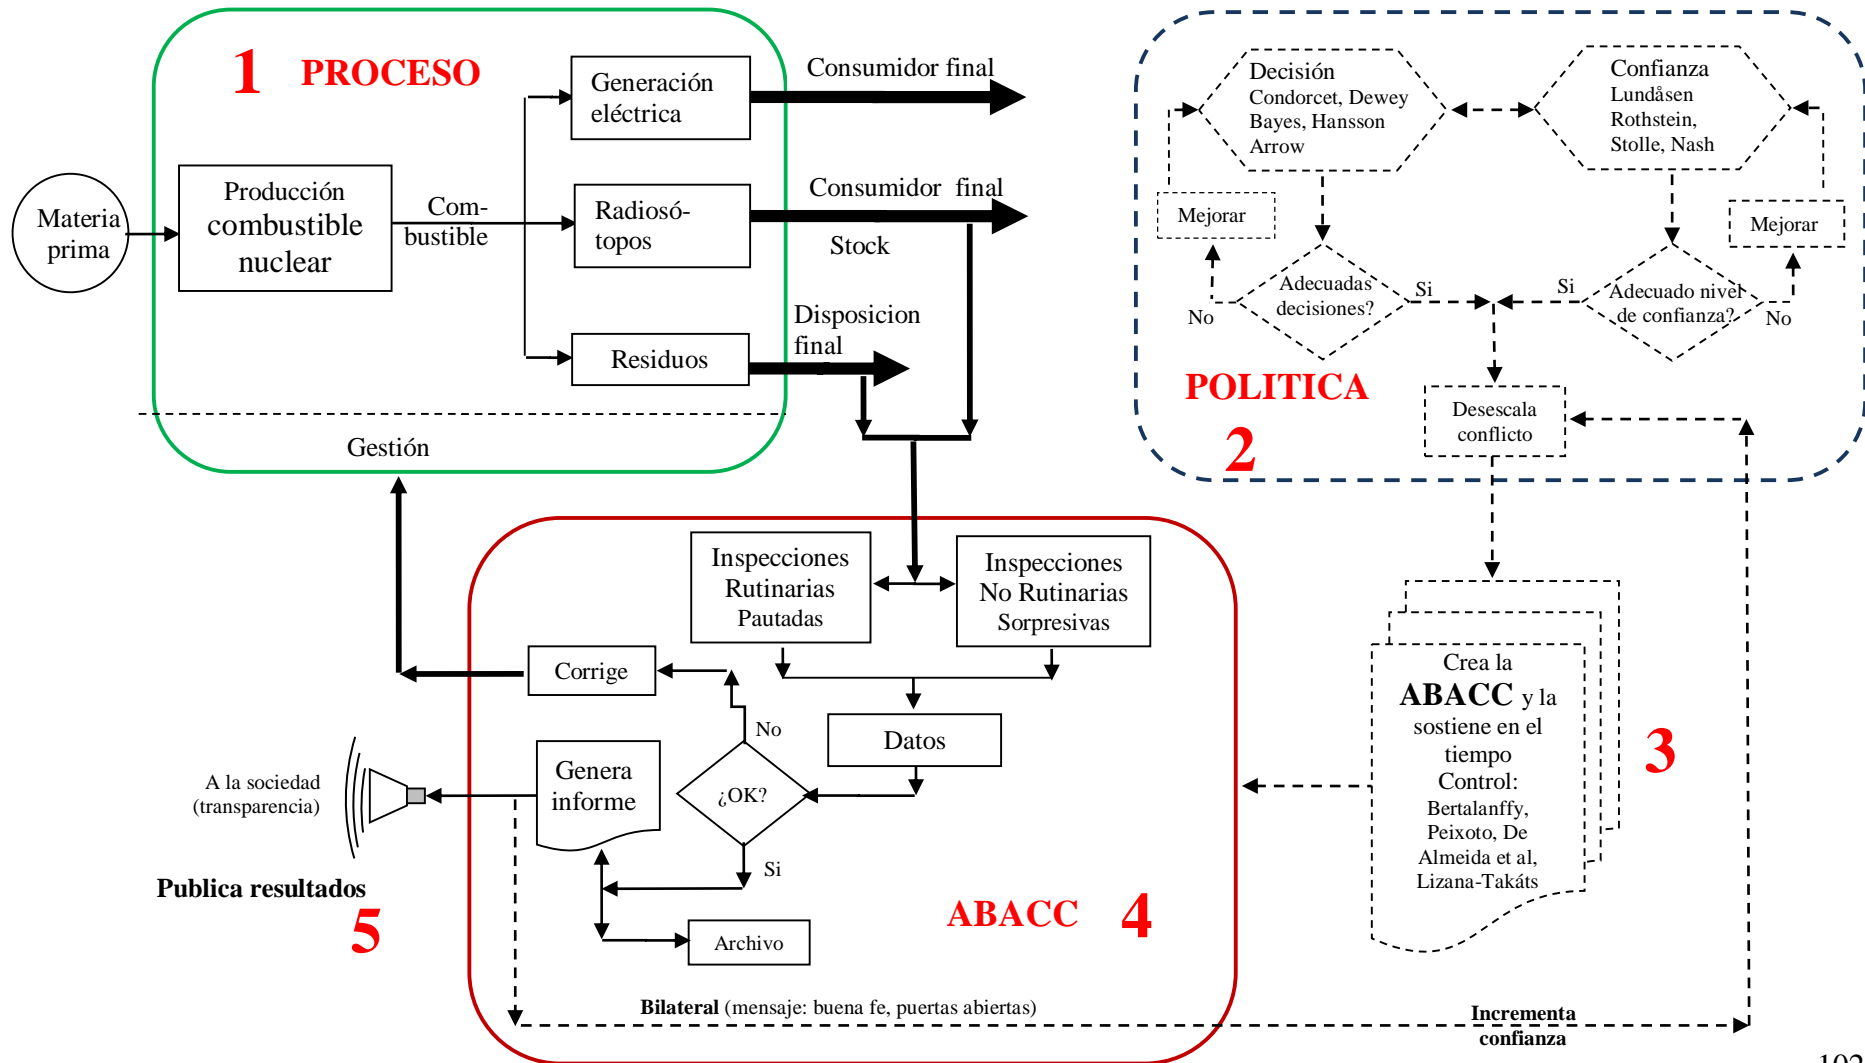 1 PROCESO
Materia
prima
Producción
combustible
nuclear
Com-
bustible
Generación
eléctrica
Radiosó-
topos
Residuos
Gestión
Consumidor final
Consumidor final
Stock
Disposicion
final
Decisión
Condorcet, Dewey
Bayes, Hansson
Arrow
Confianza
Lundåsen
Rothstein,
Stolle, Nash
Mejorar
Mejorar
Adecuadas
decisiones?
Si
No
Adecuado nivel
de confianza?
Si
No
POLITICA
2
Desescala
conflicto
Crea la
ABACC y la
sostiene en el
tiempo
Control:
Bertalanffy,
Peixoto, De
Almeida et al,
Lizana-Takáts
3
Inspecciones
Rutinarias
Pautadas
Inspecciones
No Rutinarias
Sorpresivas
Datos
¿OK?
No
Si
Corrige
Genera
informe
Archivo
ABACC 4
A la sociedad
(transparencia)
Publica resultados
5
Bilateral (mensaje: buena fe, puertas abiertas)
Incrementa
confianza